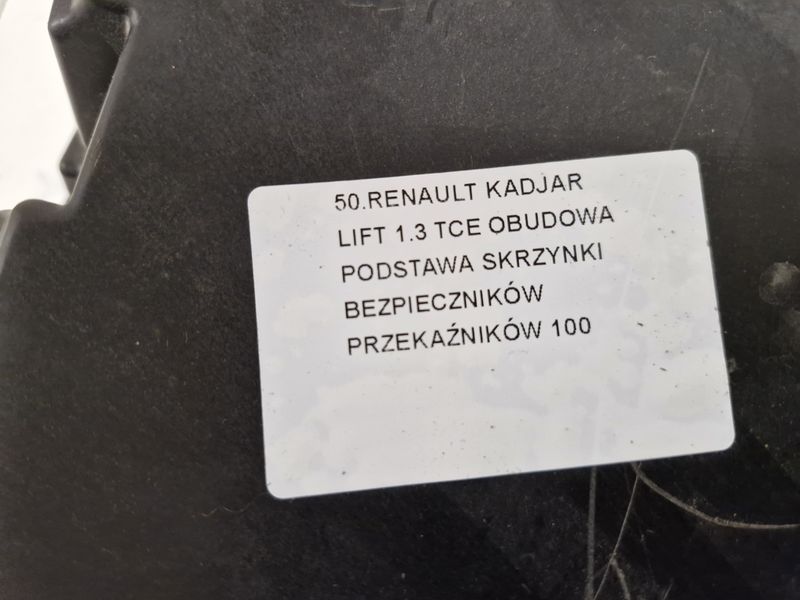 50.RENAULT KADJAR
LIFT 1.3 TCE OBUDOWA
PODSTAWA SKRZYNKI
BEZPIECZNIKÓW
PRZEKAŹNIKÓW 100